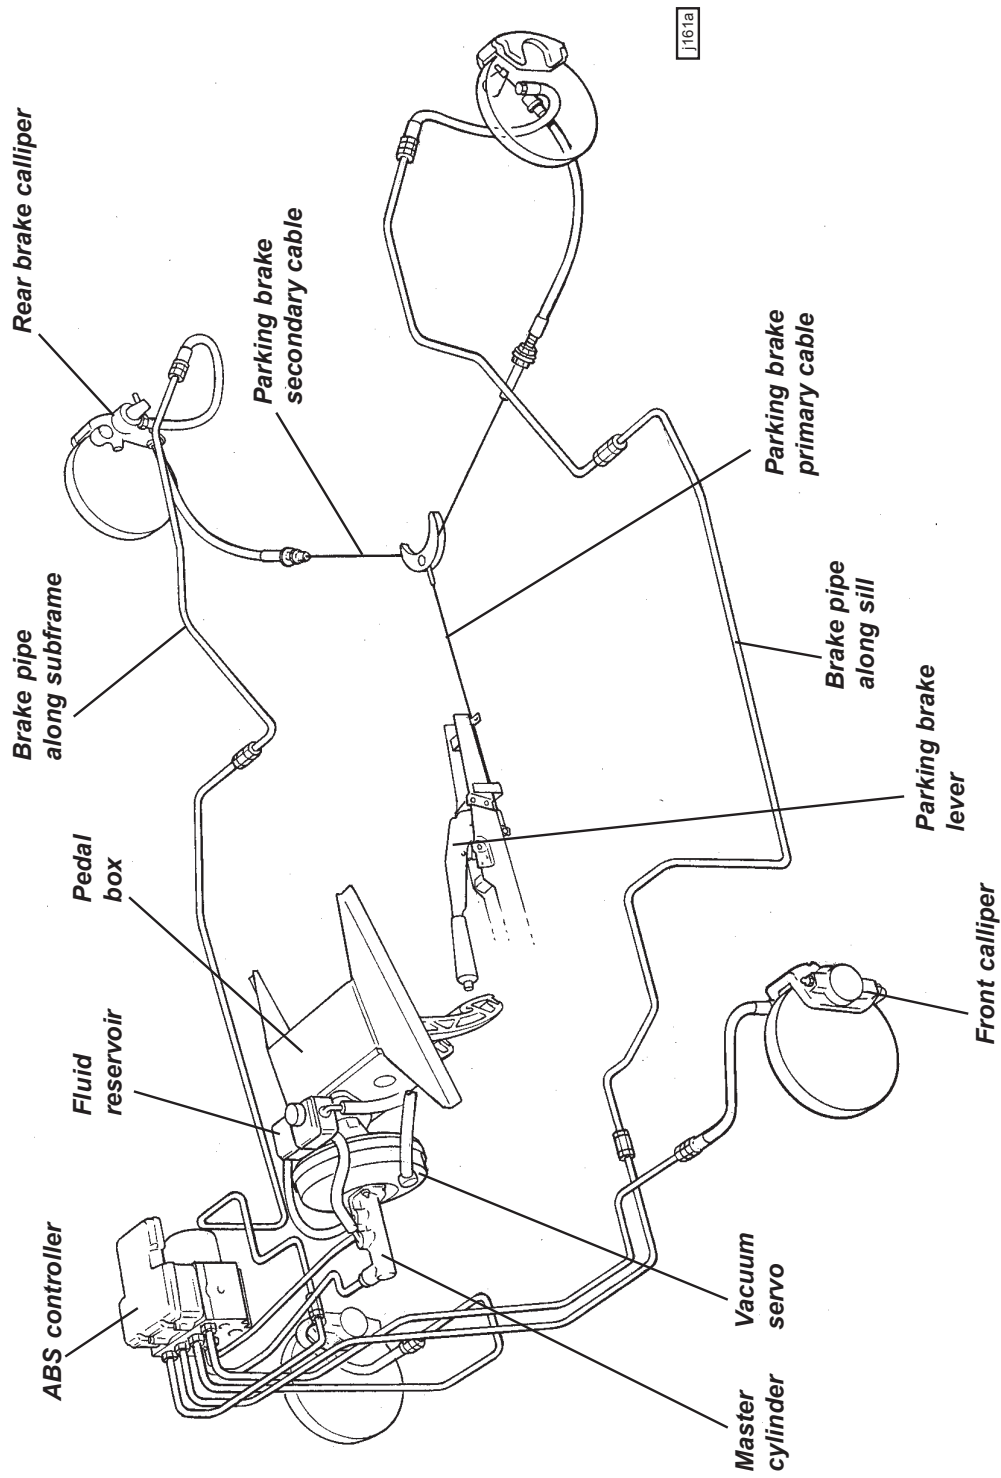 Rear brake calliper
Parking brake
secondary cable
Brake pipe
along subframe
Pedal
box
Fluid
reservoir
ABS controller
j161a
Parking brake
primary cable
Brake pipe
along sill
Parking brake
lever
Front calliper
Vacuum
servo
Master
cylinder